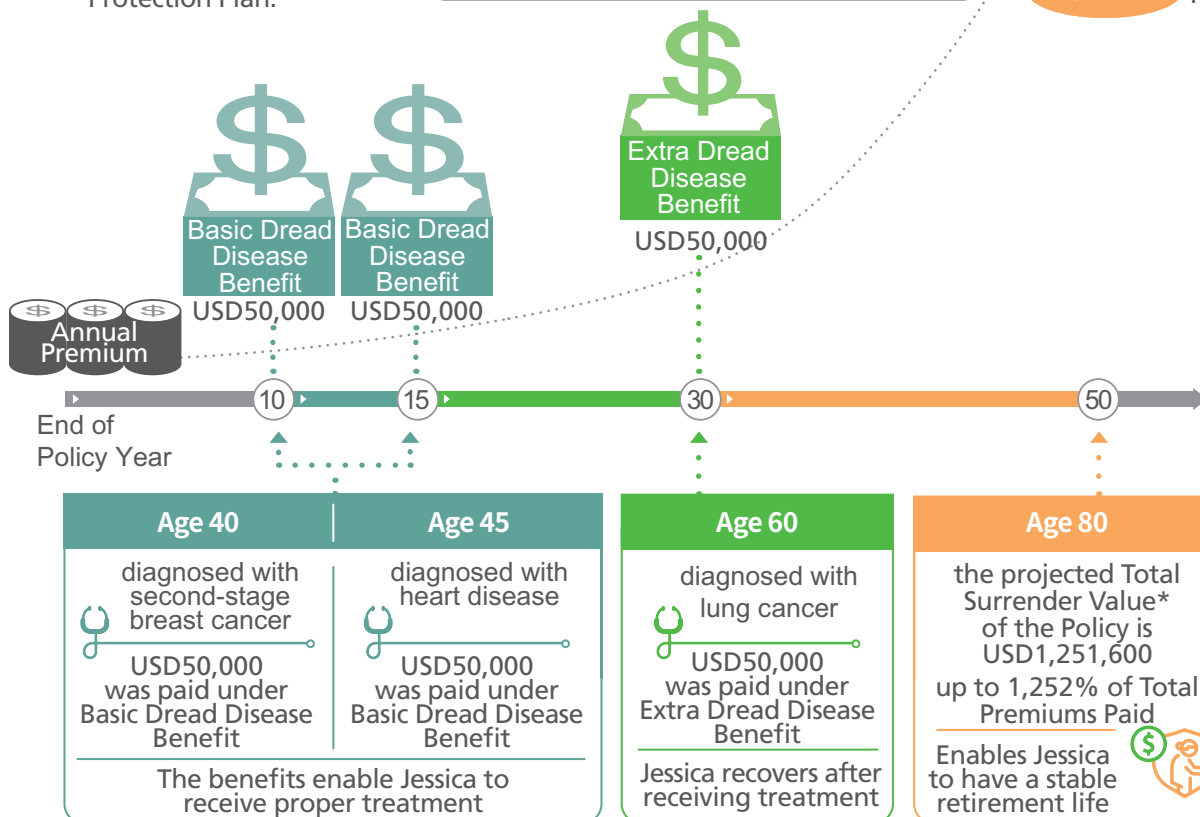 Protection Plan.
$
$
$
Basic Dread
Disease
Benefit
USD50,000
Basic Dread
Disease
Benefit
USD50,000
Extra Dread
Disease
Benefit
USD50,000
$ $ $
Annual
Premium
10
15
30
50
End of
Policy Year
Age 40
diagnosed with
second-stage
breast cancer
USD50,000
was paid under
Basic Dread Disease
Benefit
Age 45
diagnosed with
heart disease
USD50,000
was paid under
Basic Dread Disease
Benefit
The benefits enable Jessica to
receive proper treatment
Age 60
diagnosed with
lung cancer
USD50,000
was paid under
Extra Dread Disease
Benefit
Jessica recovers after
receiving treatment
Age 80
the projected Total
Surrender Value*
of the Policy is
USD1,251,600
up to 1,252% of Total
Premiums Paid
$
Enables Jessica
to have a stable
retirement life